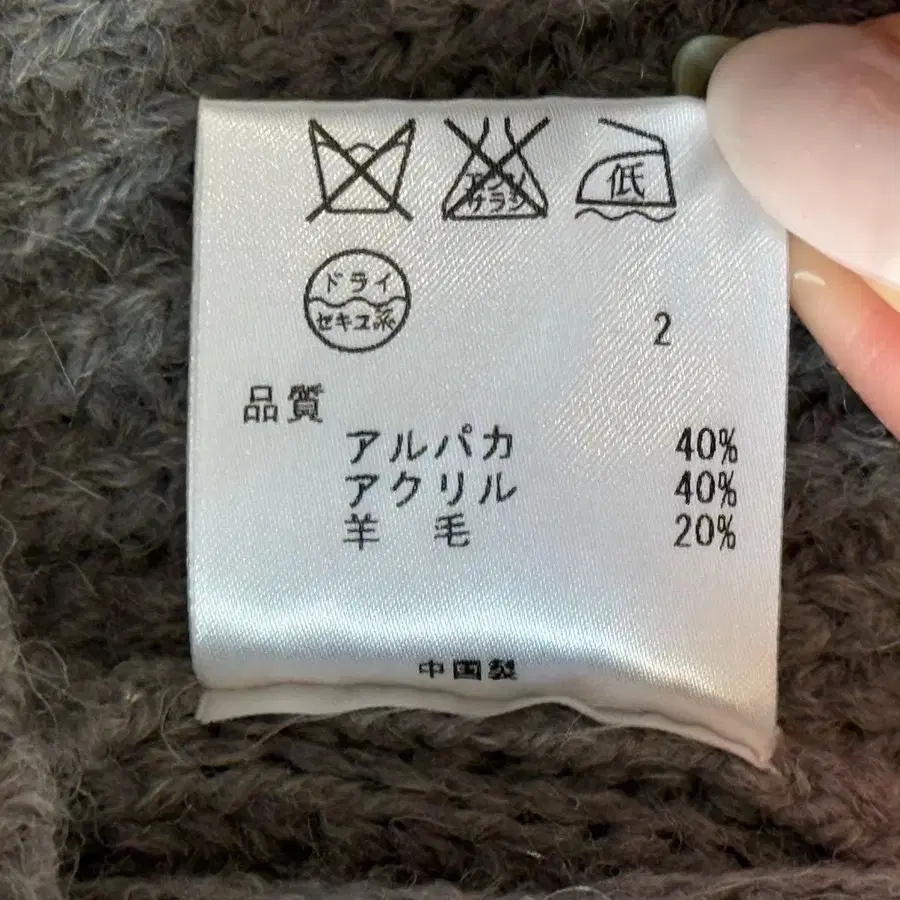 エンソ
サラシ
低
ドライ
セキユ系
2
品質
アルパカ 40%
アクリル 40%
羊毛 20%
中国製